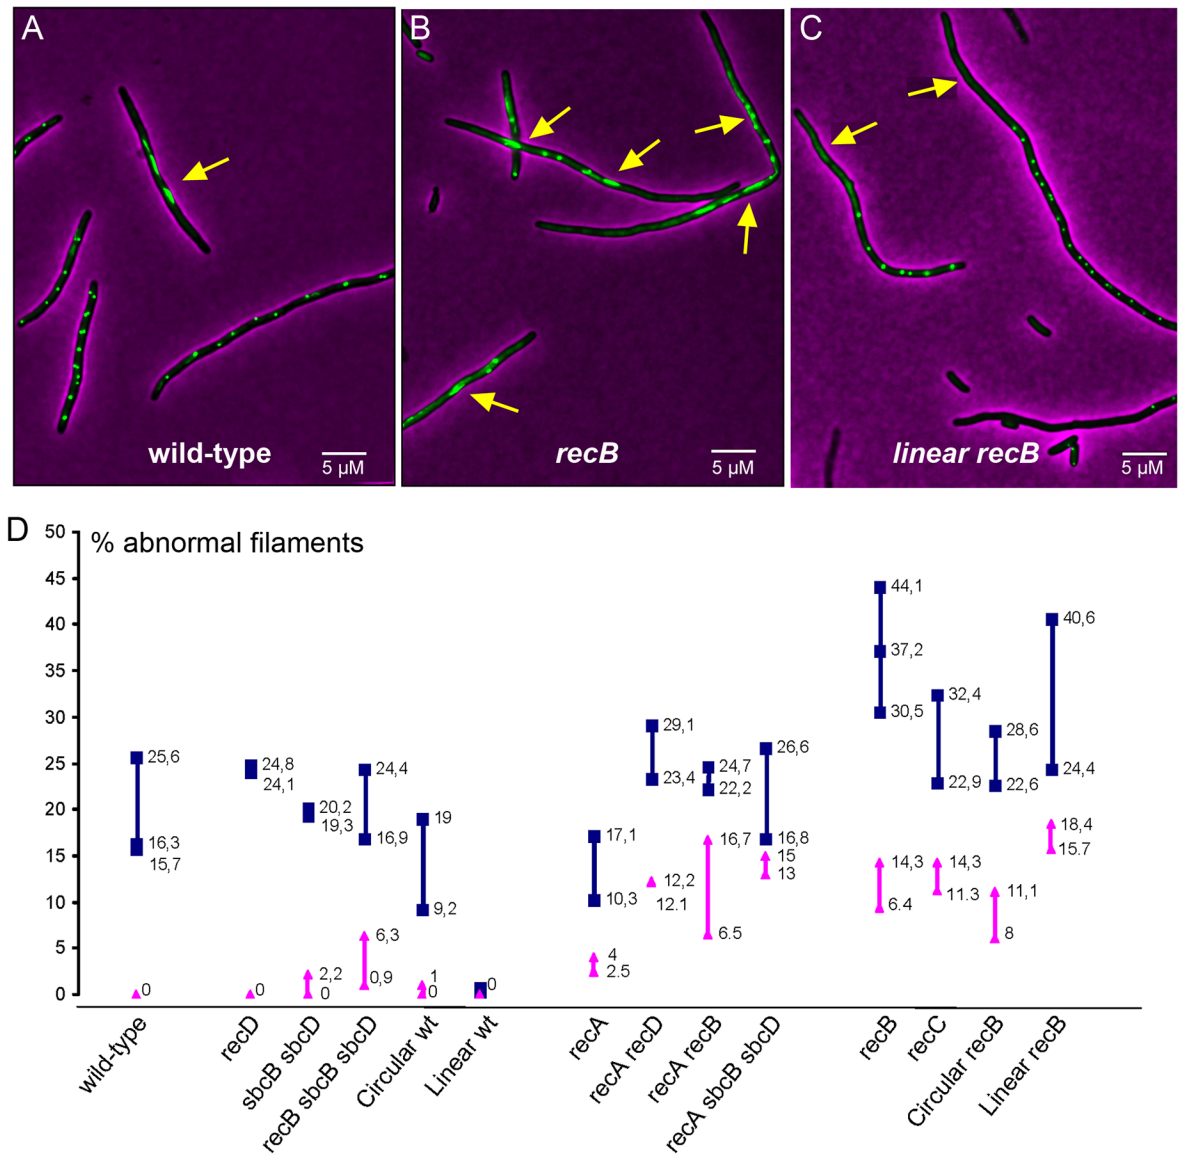 A
B
C
wild-type
5 µM
recB
5 µM
linear recB
5 µM
D
% abnormal filaments
50
45
40
35
30
25
20
15
10
5
0
25,6
16,3
15,7
0
24,8
24,1
0
20,2
19,3
2,2
0
24,4
16,9
6,3
0,9
19
9,2
1
0
0
17,1
10,3
4
2.5
29,1
23,4
12,2
12.1
24,7
22,2
16,7
6.5
26,6
16,8
15
13
44,1
37,2
30,5
14,3
6.4
32,4
22,9
14,3
11.3
28,6
22,6
11,1
8
40,6
24,4
18,4
15.7
wild-type
recD
sbcB sbcD
recB sbcB sbcD
Circular wt
Linear wt
recA
recA recD
recA recB
recA sbcB sbcD
recB
recC
Circular recB
Linear recB